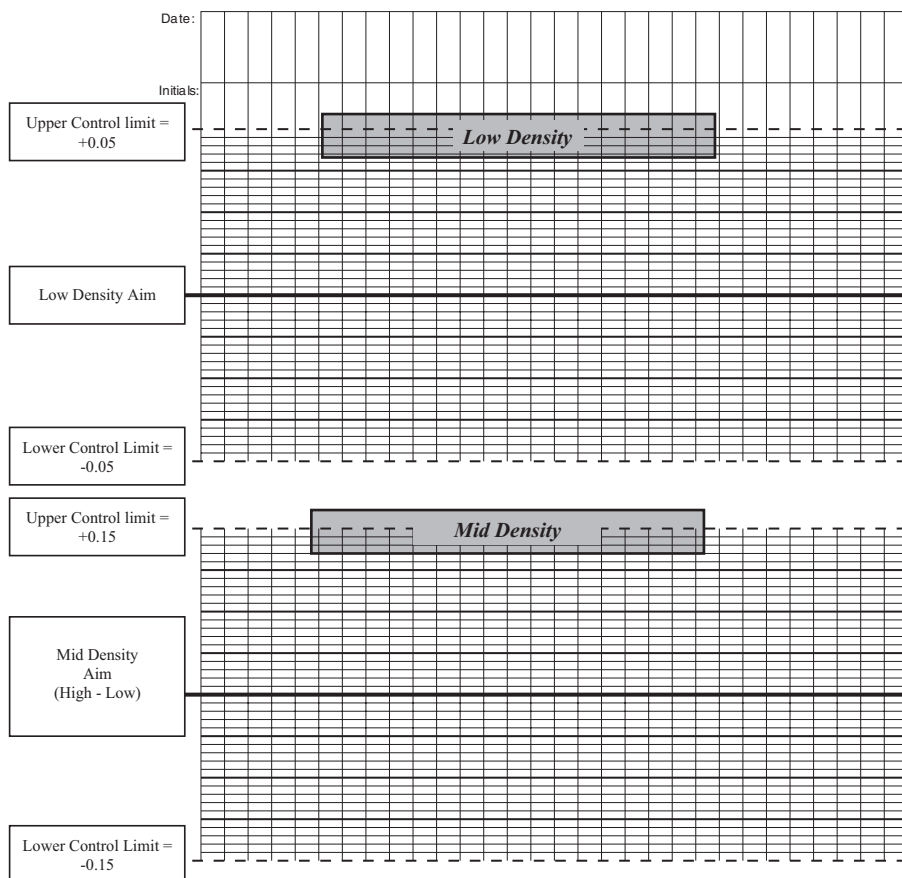 Date:
Initials:
Upper Control limit =
+0.05
Low Density
Low Density Aim
Lower Control Limit =
-0.05
Upper Control limit =
+0.15
Mid Density
Mid Density
Aim
(High - Low)
Lower Control Limit =
-0.15